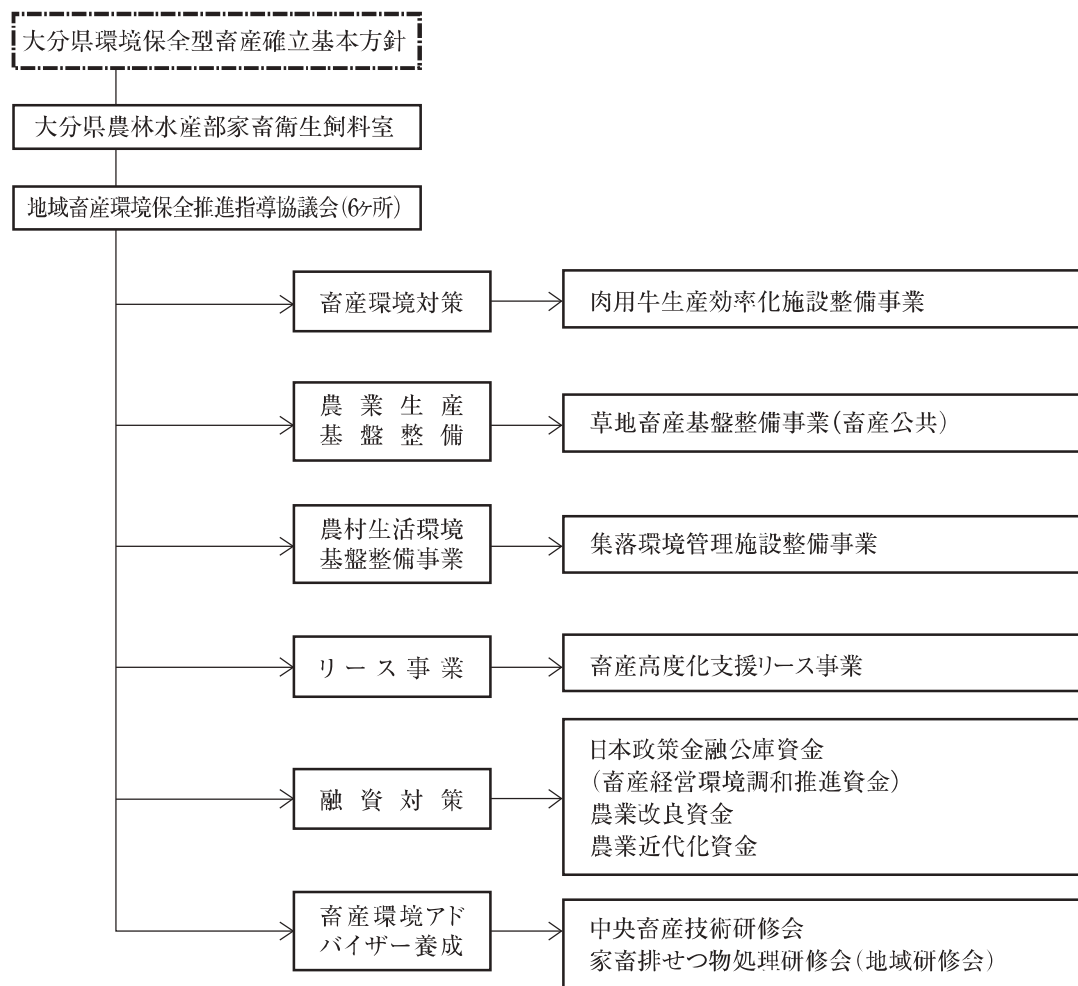 大分県環境保全型畜産確立基本方針
大分県農林水産部家畜衛生飼料室
地域畜産環境保全推進指導協議会(6ヶ所)
畜産環境対策
肉用牛生産効率化施設整備事業
農業生産
基盤整備
草地畜産基盤整備事業(畜産公共)
農村生活環境
基盤整備事業
集落環境管理施設整備事業
リース事業
畜産高度化支援リース事業
融資対策
日本政策金融公庫資金
(畜産経営環境調和推進資金)
農業改良資金
農業近代化資金
畜産環境アド
バイザー養成
中央畜産技術研修会
家畜排せつ物処理研修会(地域研修会)